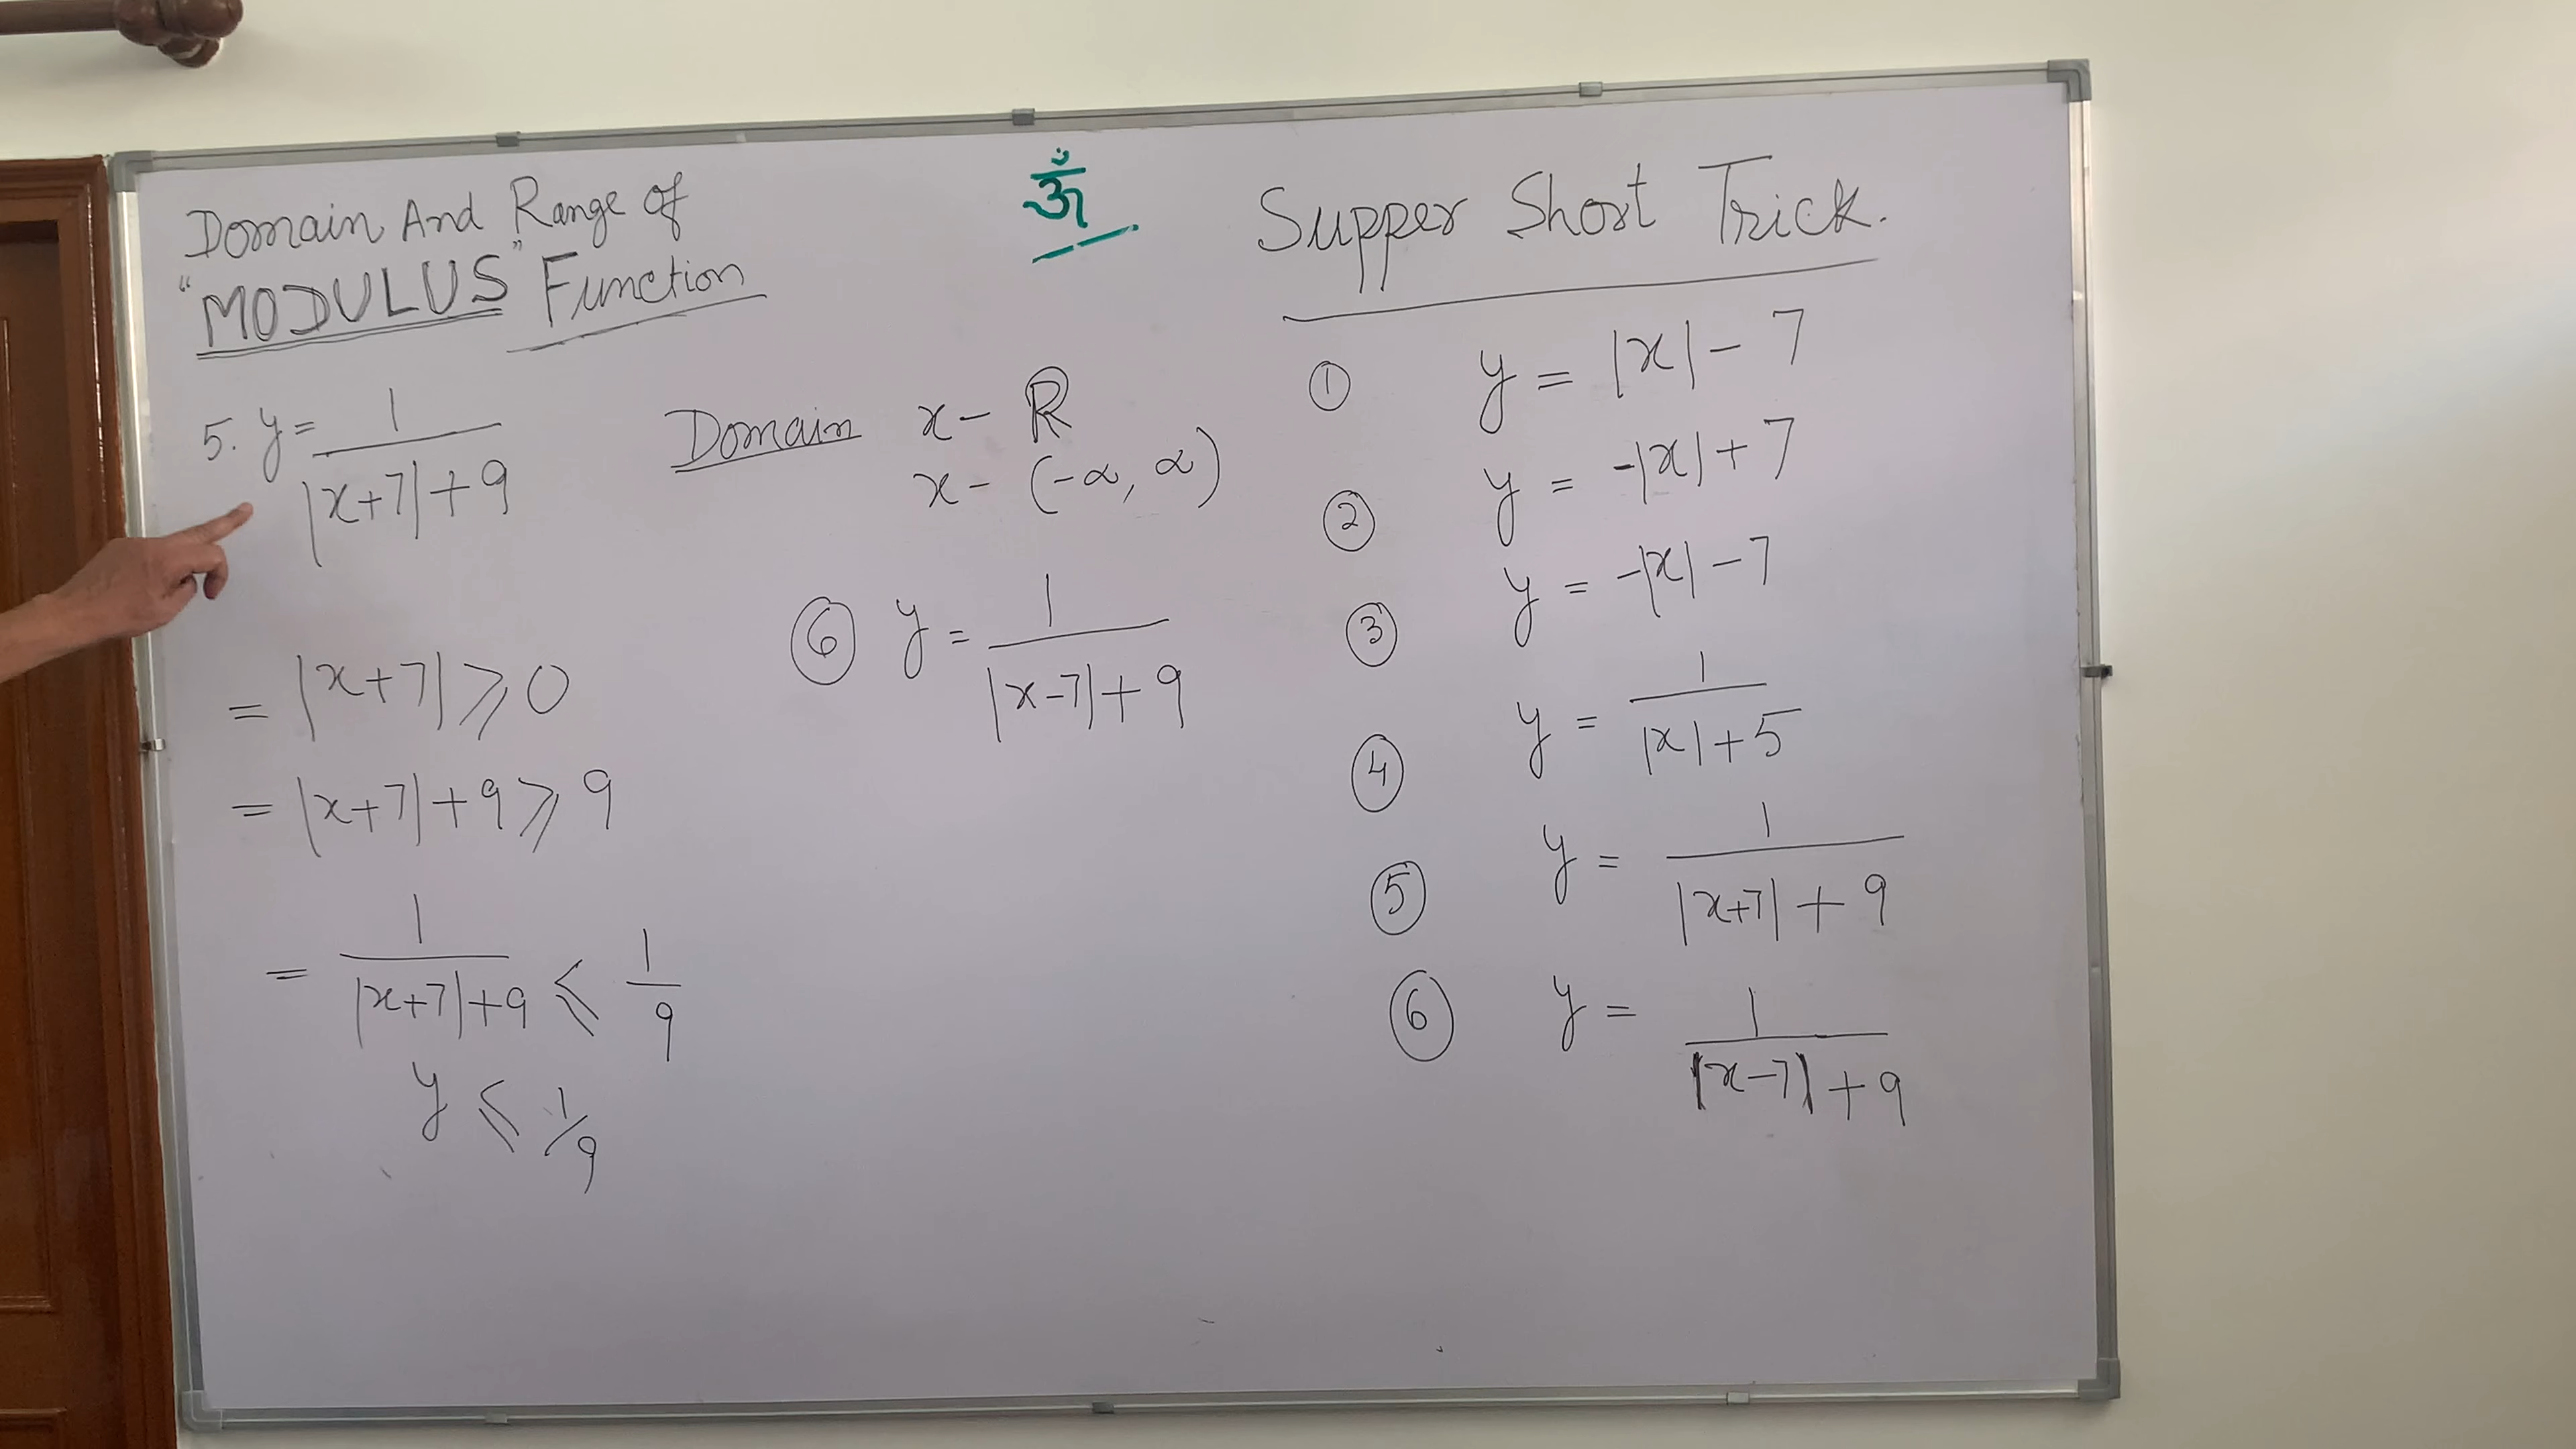 ॐ
Domain And Range of
"MODULUS" Function
5. y = 1/(|x+7|+9)
Domain x - R
x - (-α, α)
= |x+7| ⩾ 0
= |x+7|+9 ⩾ 9
= 1/(|x+7|+9) ⩽ 1/9
y ⩽ 1/9
⑥ y = 1/(|x-7|+9)
Supper Short Trick.
① y = |x| - 7
② y = -|x| + 7
③ y = -|x| - 7
④ y = 1/(|x|+5)
⑤ y = 1/(|x+7|+9)
⑥ y = 1/(|x-7|+9)